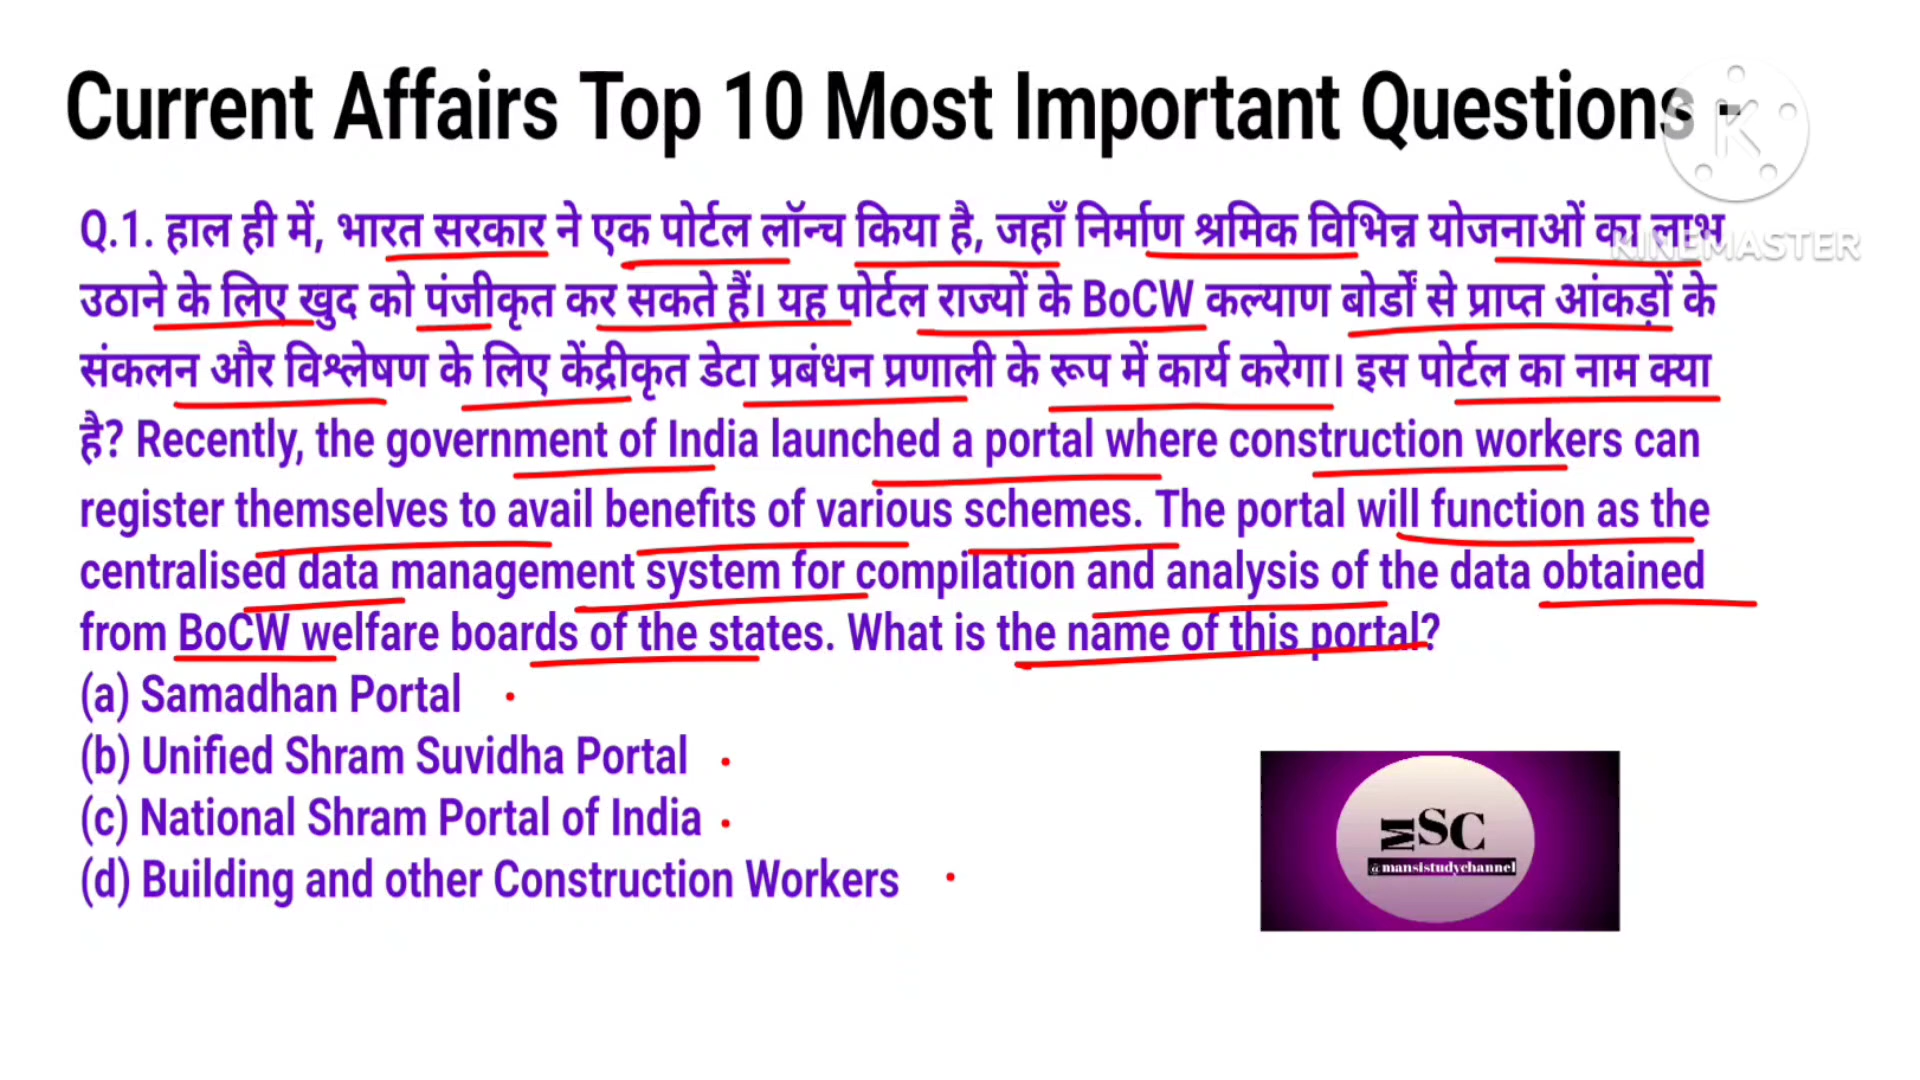 Current Affairs Top 10 Most Important Questions -
Q.1. हाल ही में, भारत सरकार ने एक पोर्टल लॉन्च किया है, जहाँ निर्माण श्रमिक विभिन्न योजनाओं का लाभ
KINEMASTER
उठाने के लिए खुद को पंजीकृत कर सकते हैं। यह पोर्टल राज्यों के BoCW कल्याण बोर्डों से प्राप्त आंकड़ों के
संकलन और विश्लेषण के लिए केंद्रीकृत डेटा प्रबंधन प्रणाली के रूप में कार्य करेगा। इस पोर्टल का नाम क्या
है? Recently, the government of India launched a portal where construction workers can
register themselves to avail benefits of various schemes. The portal will function as the
centralised data management system for compilation and analysis of the data obtained
from BoCW welfare boards of the states. What is the name of this portal?
(a) Samadhan Portal
(b) Unified Shram Suvidha Portal
(c) National Shram Portal of India
(d) Building and other Construction Workers
MSC
@mansistudychannel